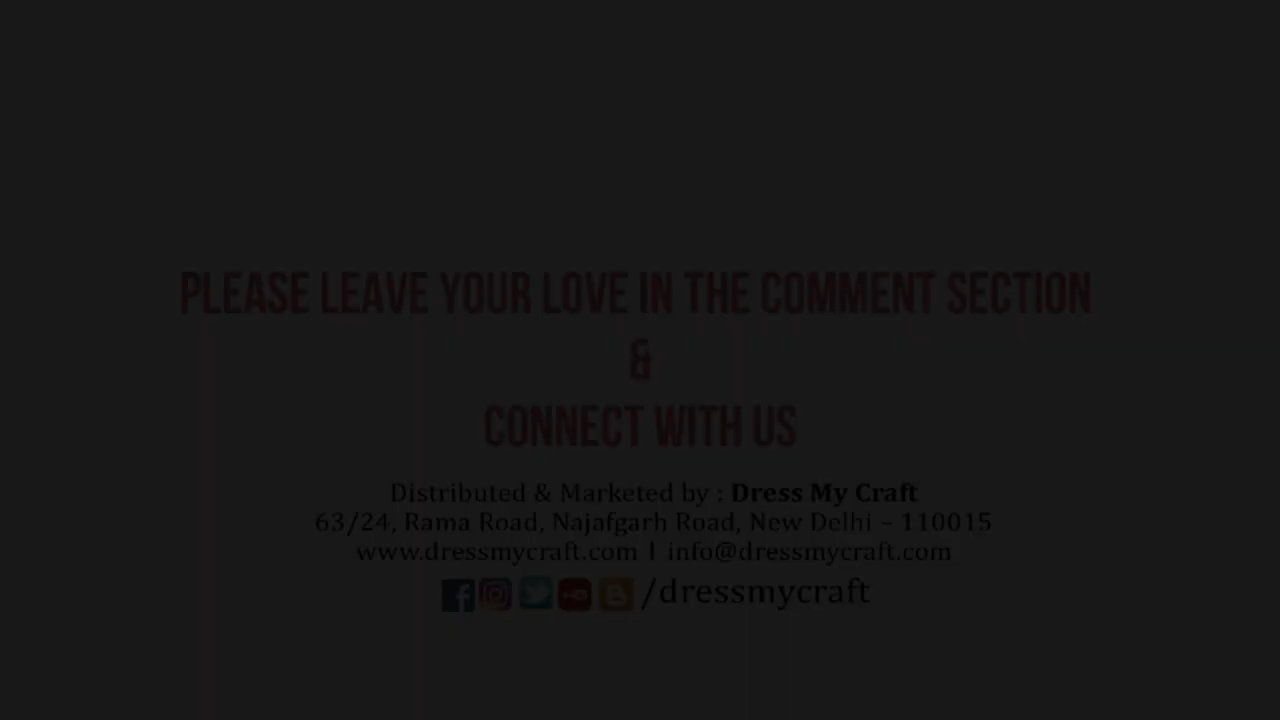 PLEASE LEAVE YOUR LOVE IN THE COMMENT SECTION
&
CONNECT WITH US
Distributed & Marketed by : Dress My Craft
63/24, Rama Road, Najafgarh Road, New Delhi – 110015
www.dressmycraft.com | info@dressmycraft.com
/dressmycraft